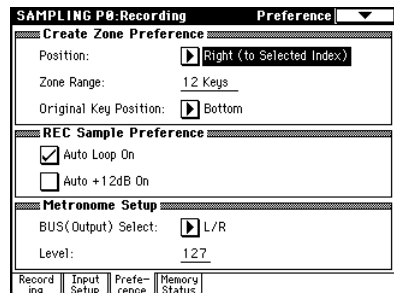 SAMPLING P0:Recording Preference
Create Zone Preference
Position: Right (to Selected Index)
Zone Range: 12 Keys
Original Key Position: Bottom
REC Sample Preference
Auto Loop On
Auto +12dB On
Metronome Setup
BUS(Output) Select: L/R
Level: 127
Record Input Prefe- Memory
ing Setup rence Status